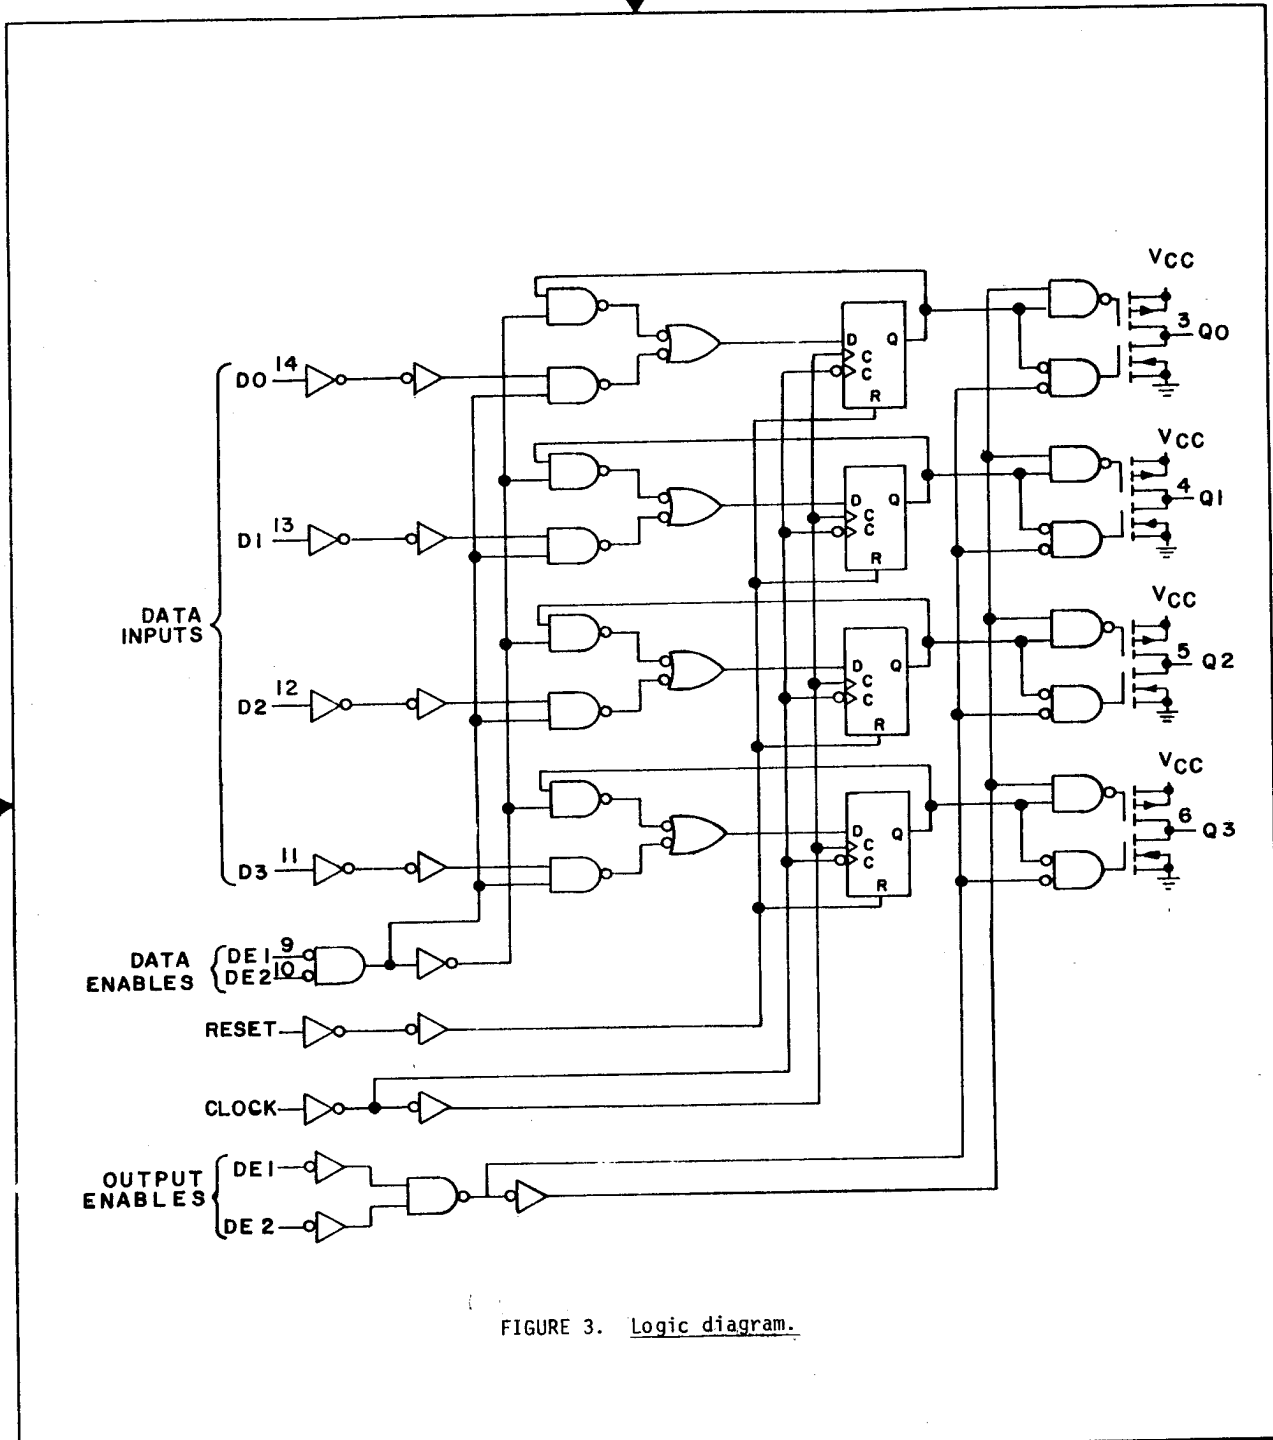 VCC
14
D0
D Q
C
C
R
3
Q0
VCC
13
D1
D Q
C
C
R
4
Q1
DATA
INPUTS
VCC
12
D2
D Q
C
C
R
5
Q2
VCC
11
D3
D Q
C
C
R
6
Q3
DATA
ENABLES
DE1 9
DE2 10
RESET
CLOCK
OUTPUT
ENABLES
DE1
DE2
FIGURE 3. Logic diagram.